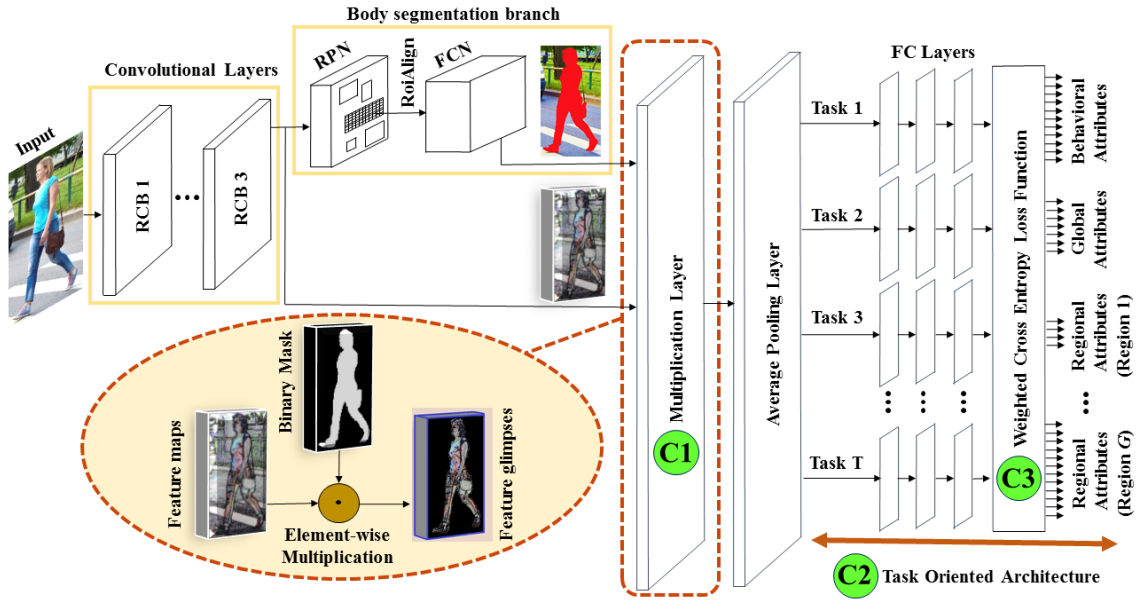 Body segmentation branch
Convolutional Layers
RPN
RoiAlign
FCN
FC Layers
Input
RCB 1
•••
RCB 3
Task 1
Task 2
Task 3
Task T
Multiplication Layer
C1
Average Pooling Layer
Weighted Cross Entropy Loss Function
C3
Behavioral
Attributes
Global
Attributes
Regional
Attributes
(Region 1)
•••
Regional
Attributes
(Region G)
Feature maps
Binary Mask
Feature glimpses
Element-wise
Multiplication
C2 Task Oriented Architecture